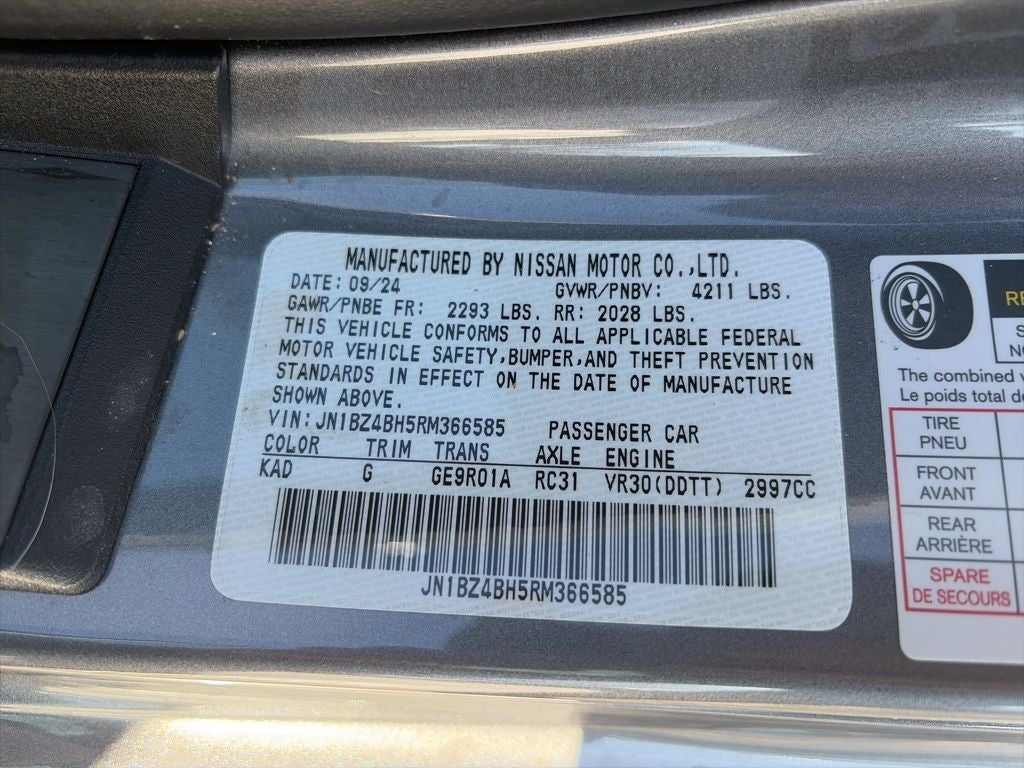 MANUFACTURED BY NISSAN MOTOR CO.,LTD.
DATE: 09/24 GVWR/PNBV: 4211 LBS.
GAWR/PNBE FR: 2293 LBS. RR: 2028 LBS.
THIS VEHICLE CONFORMS TO ALL APPLICABLE FEDERAL
MOTOR VEHICLE SAFETY,BUMPER,AND THEFT PREVENTION
STANDARDS IN EFFECT ON THE DATE OF MANUFACTURE
SHOWN ABOVE.
VIN:JN1BZ4BH5RM366585 PASSENGER CAR
COLOR TRIM TRANS AXLE ENGINE
KAD G GE9R01A RC31 VR30(DDTT) 2997CC
JN1BZ4BH5RM366585
The combined
Le poids total
TIRE
PNEU
FRONT
AVANT
REAR
ARRIÈRE
SPARE
DE SECOURS